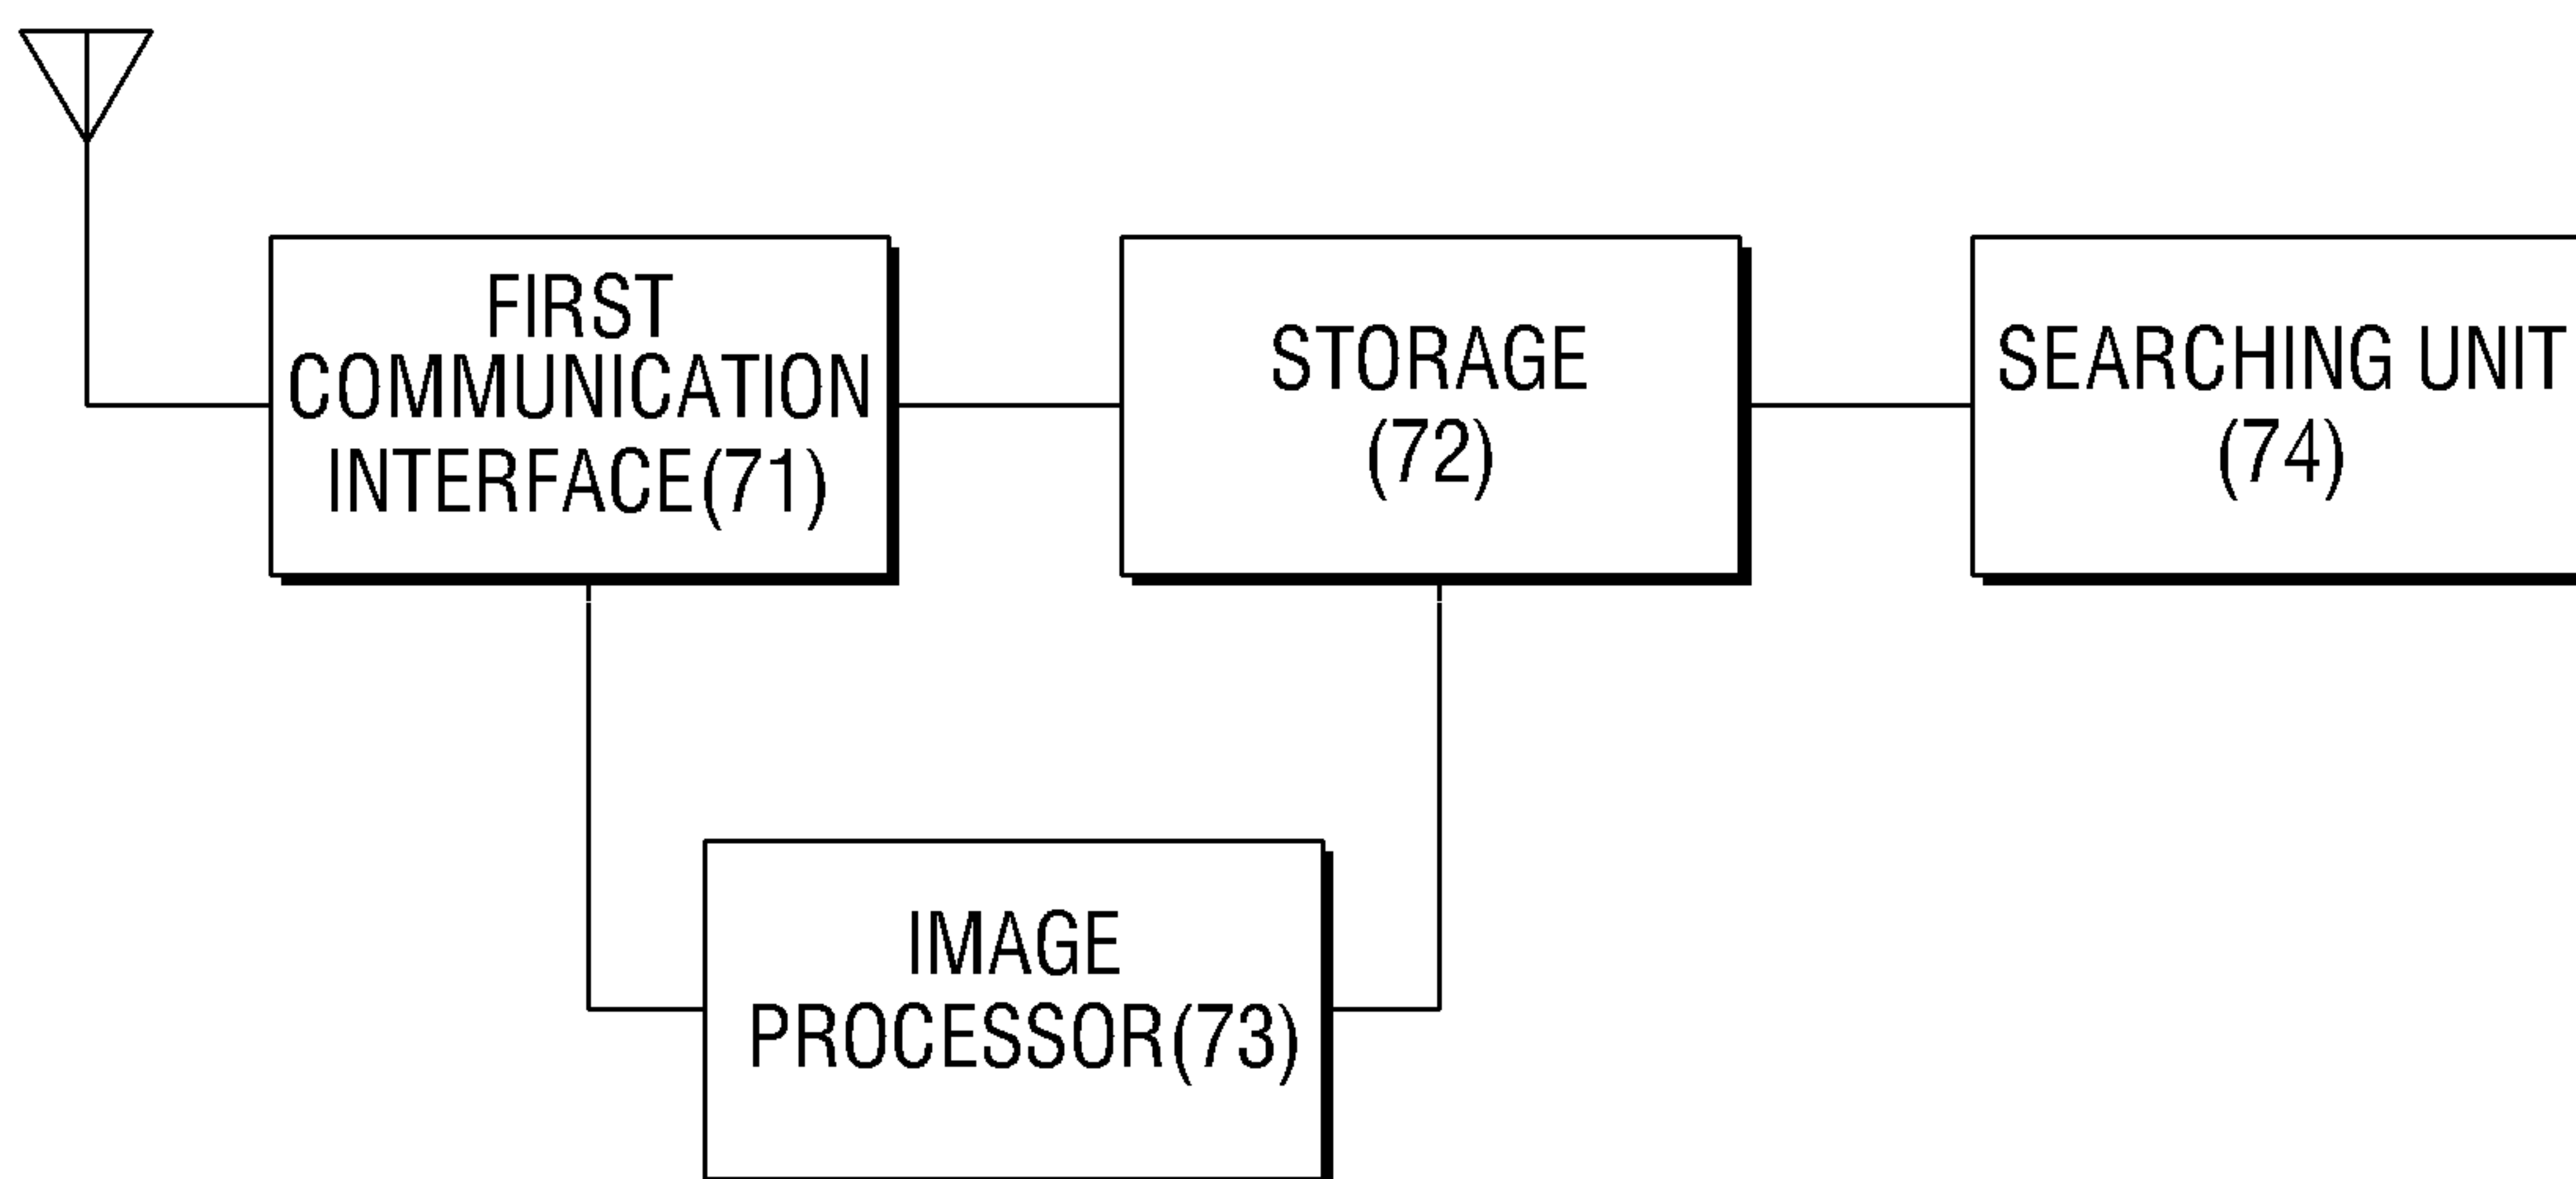 FIRST
COMMUNICATION
INTERFACE(71)
STORAGE
(72)
SEARCHING UNIT
(74)
IMAGE
PROCESSOR(73)